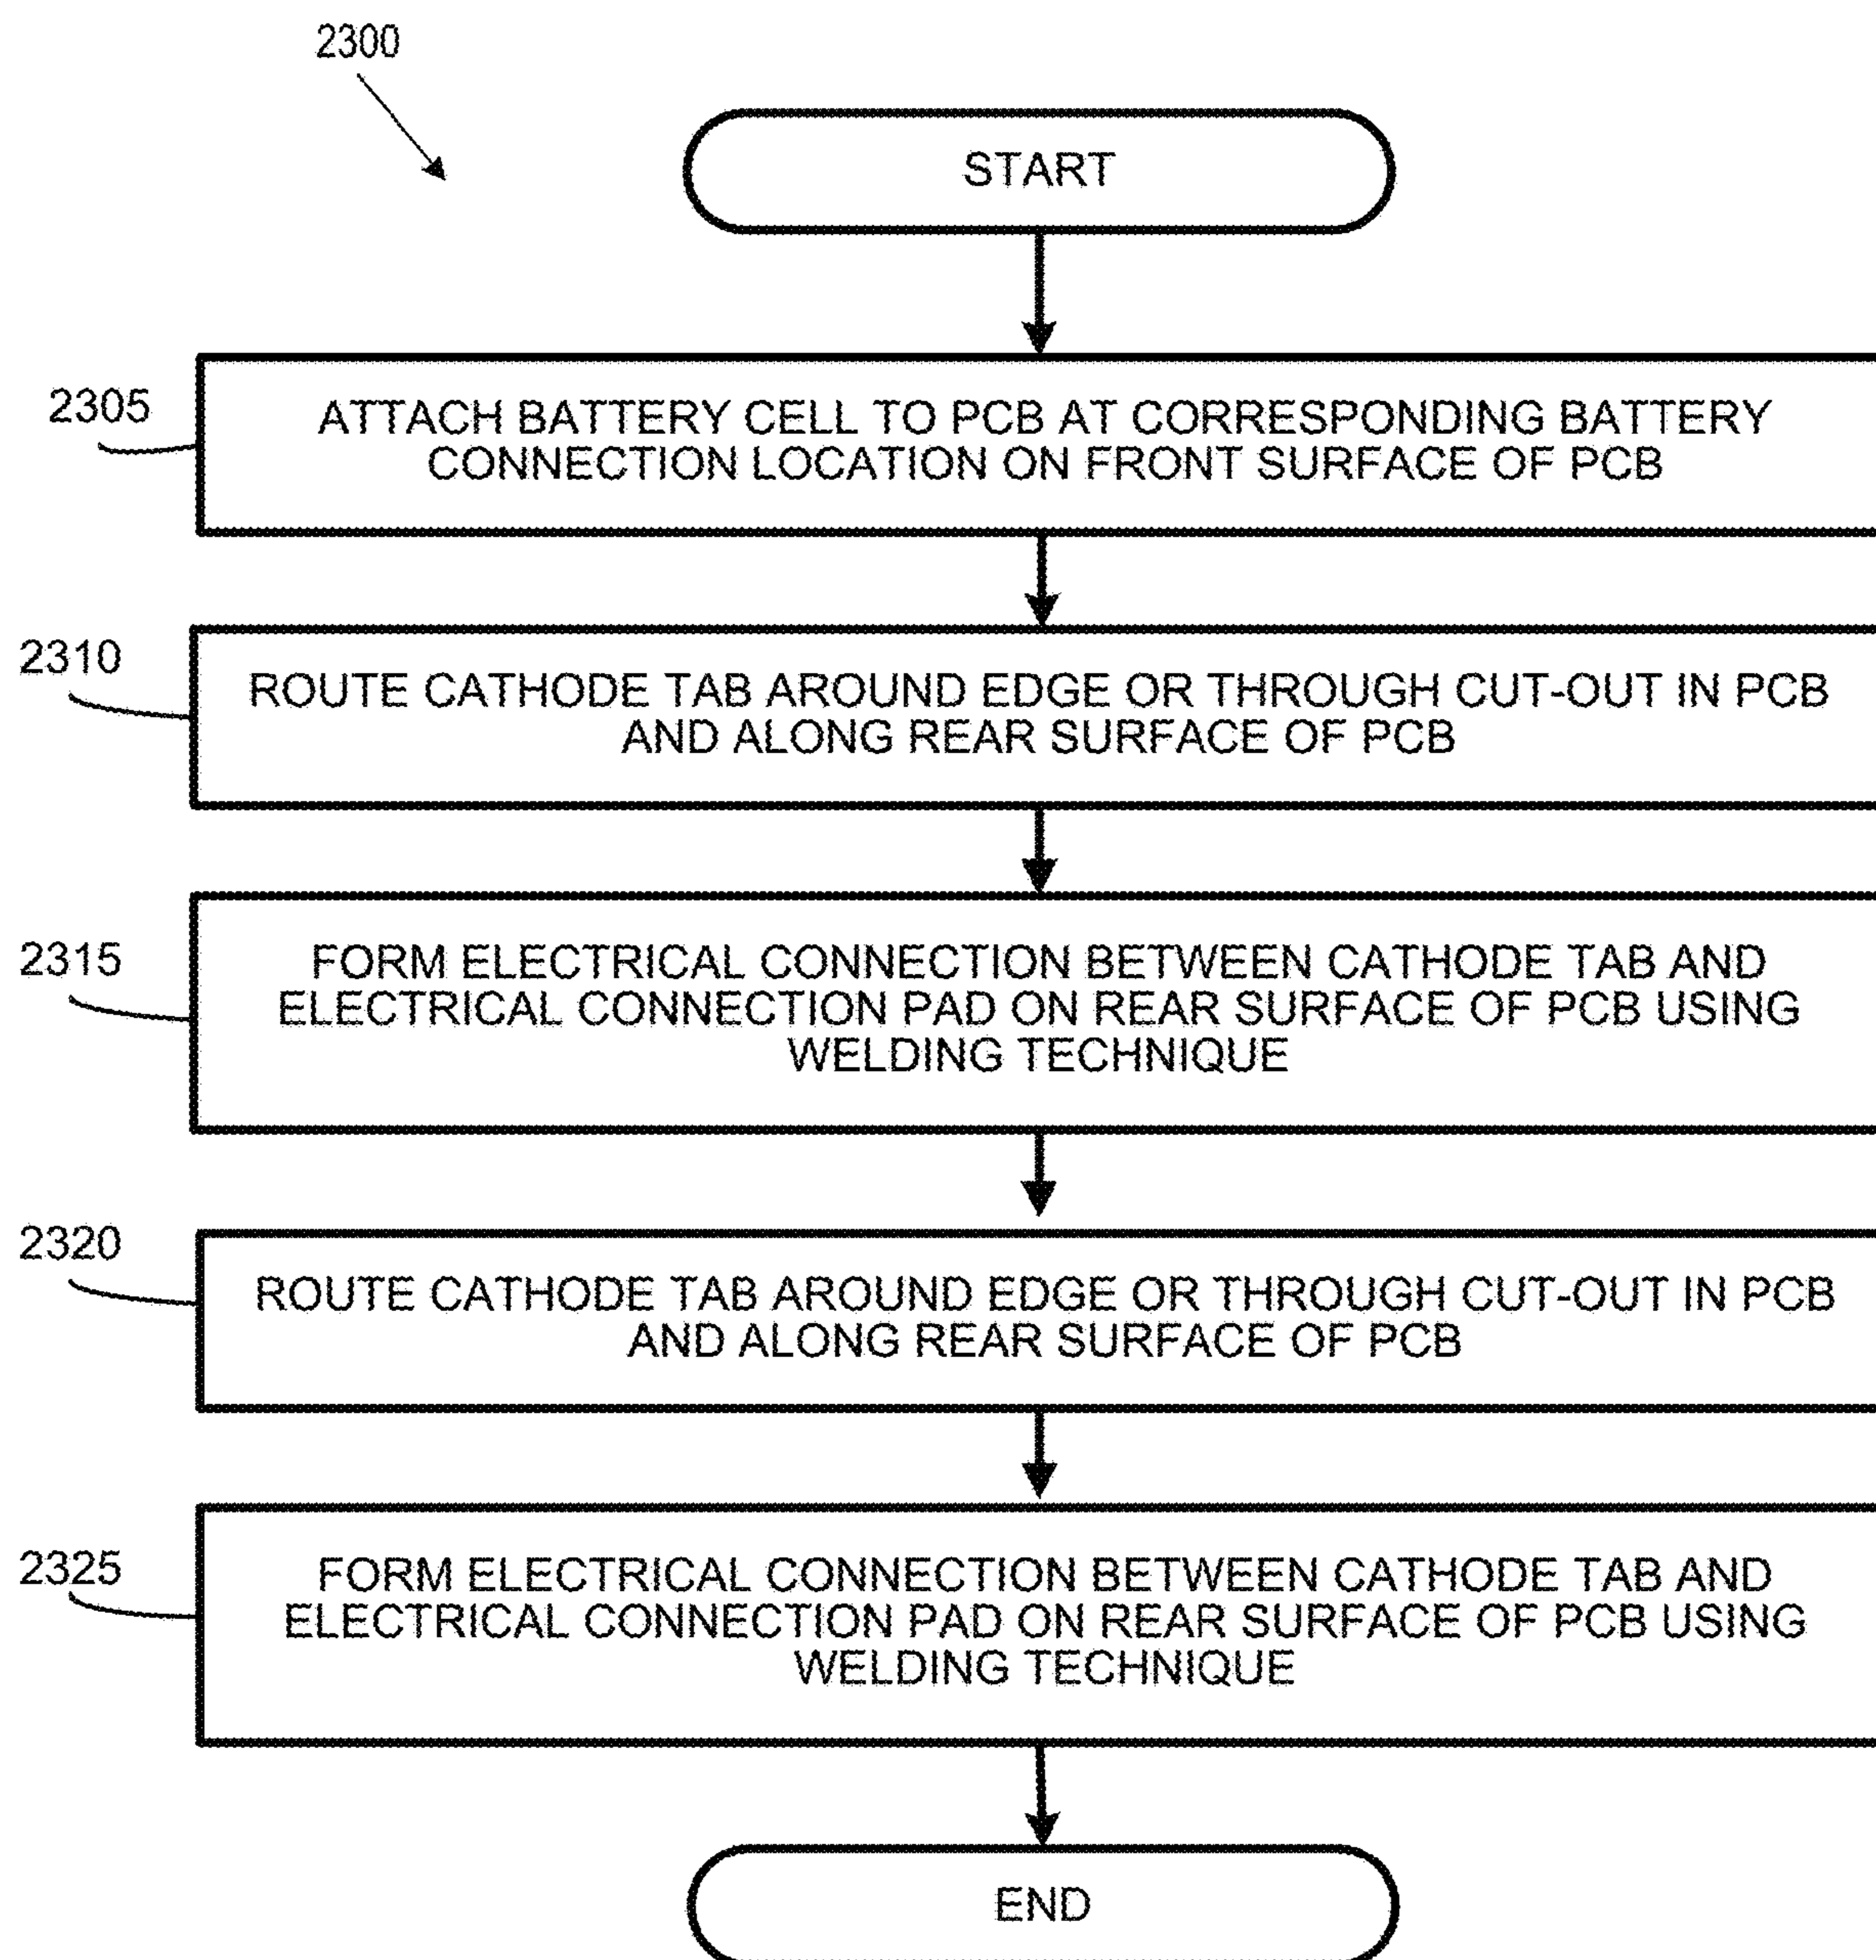 2300
START
2305
ATTACH BATTERY CELL TO PCB AT CORRESPONDING BATTERY
CONNECTION LOCATION ON FRONT SURFACE OF PCB
2310
ROUTE CATHODE TAB AROUND EDGE OR THROUGH CUT-OUT IN PCB
AND ALONG REAR SURFACE OF PCB
2315
FORM ELECTRICAL CONNECTION BETWEEN CATHODE TAB AND
ELECTRICAL CONNECTION PAD ON REAR SURFACE OF PCB USING
WELDING TECHNIQUE
2320
ROUTE CATHODE TAB AROUND EDGE OR THROUGH CUT-OUT IN PCB
AND ALONG REAR SURFACE OF PCB
2325
FORM ELECTRICAL CONNECTION BETWEEN CATHODE TAB AND
ELECTRICAL CONNECTION PAD ON REAR SURFACE OF PCB USING
WELDING TECHNIQUE
END